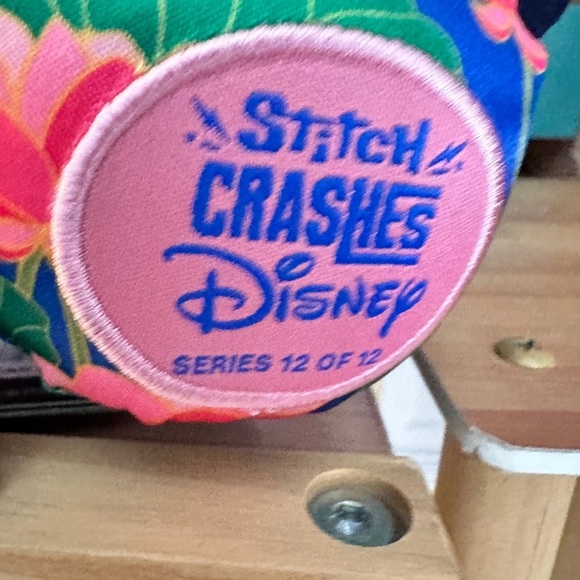 STITCH
CRASHES
DISNEY
SERIES 12 OF 12